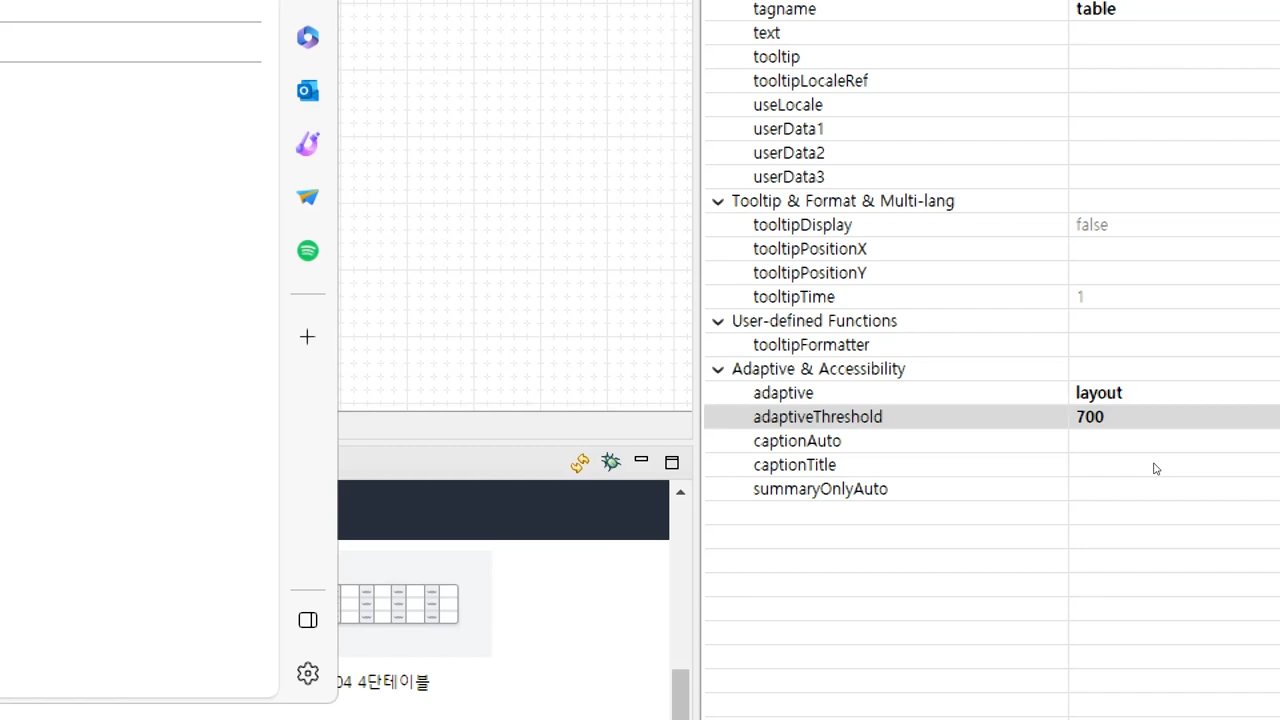 tagname table
text
tooltip
tooltipLocaleRef
useLocale
userData1
userData2
userData3
Tooltip & Format & Multi-lang
tooltipDisplay false
tooltipPositionX
tooltipPositionY
tooltipTime 1
User-defined Functions
tooltipFormatter
Adaptive & Accessibility
adaptive layout
adaptiveThreshold 700
captionAuto
captionTitle
summaryOnlyAuto
04 4단테이블